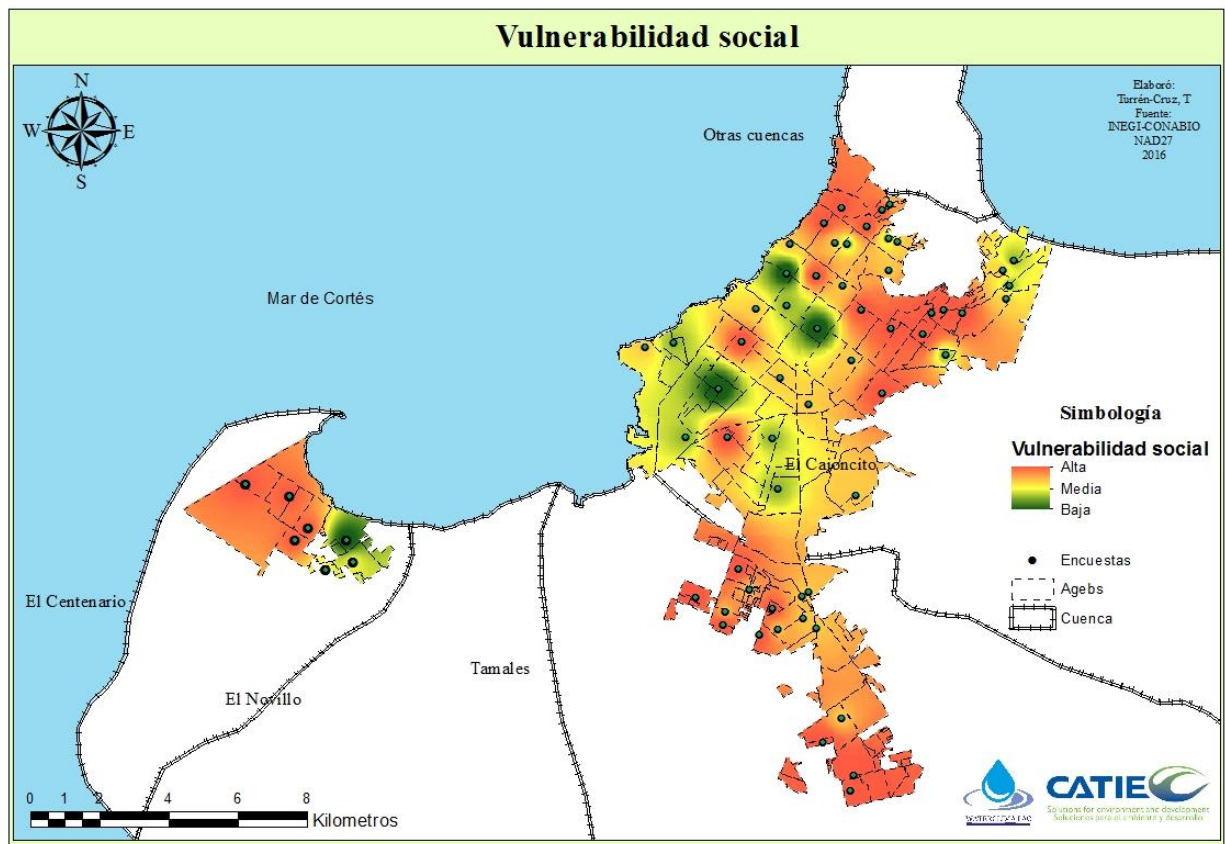 Vulnerabilidad social
N
W
E
S
Otras cuencas
Elaboró:
Turrén-Cruz, T
Fuente:
INEGI-CONABIO
NAD27
2016
Mar de Cortés
Simbología
Vulnerabilidad social
Alta
Media
Baja
El Cajoncito
Encuestas
Agebs
Cuenca
El Centenario
Tamales
El Novillo
0 1 2 4 6 8
Kilometros
CATIE
Solutions for environment and development
Soluciones para el ambiente y desarrollo